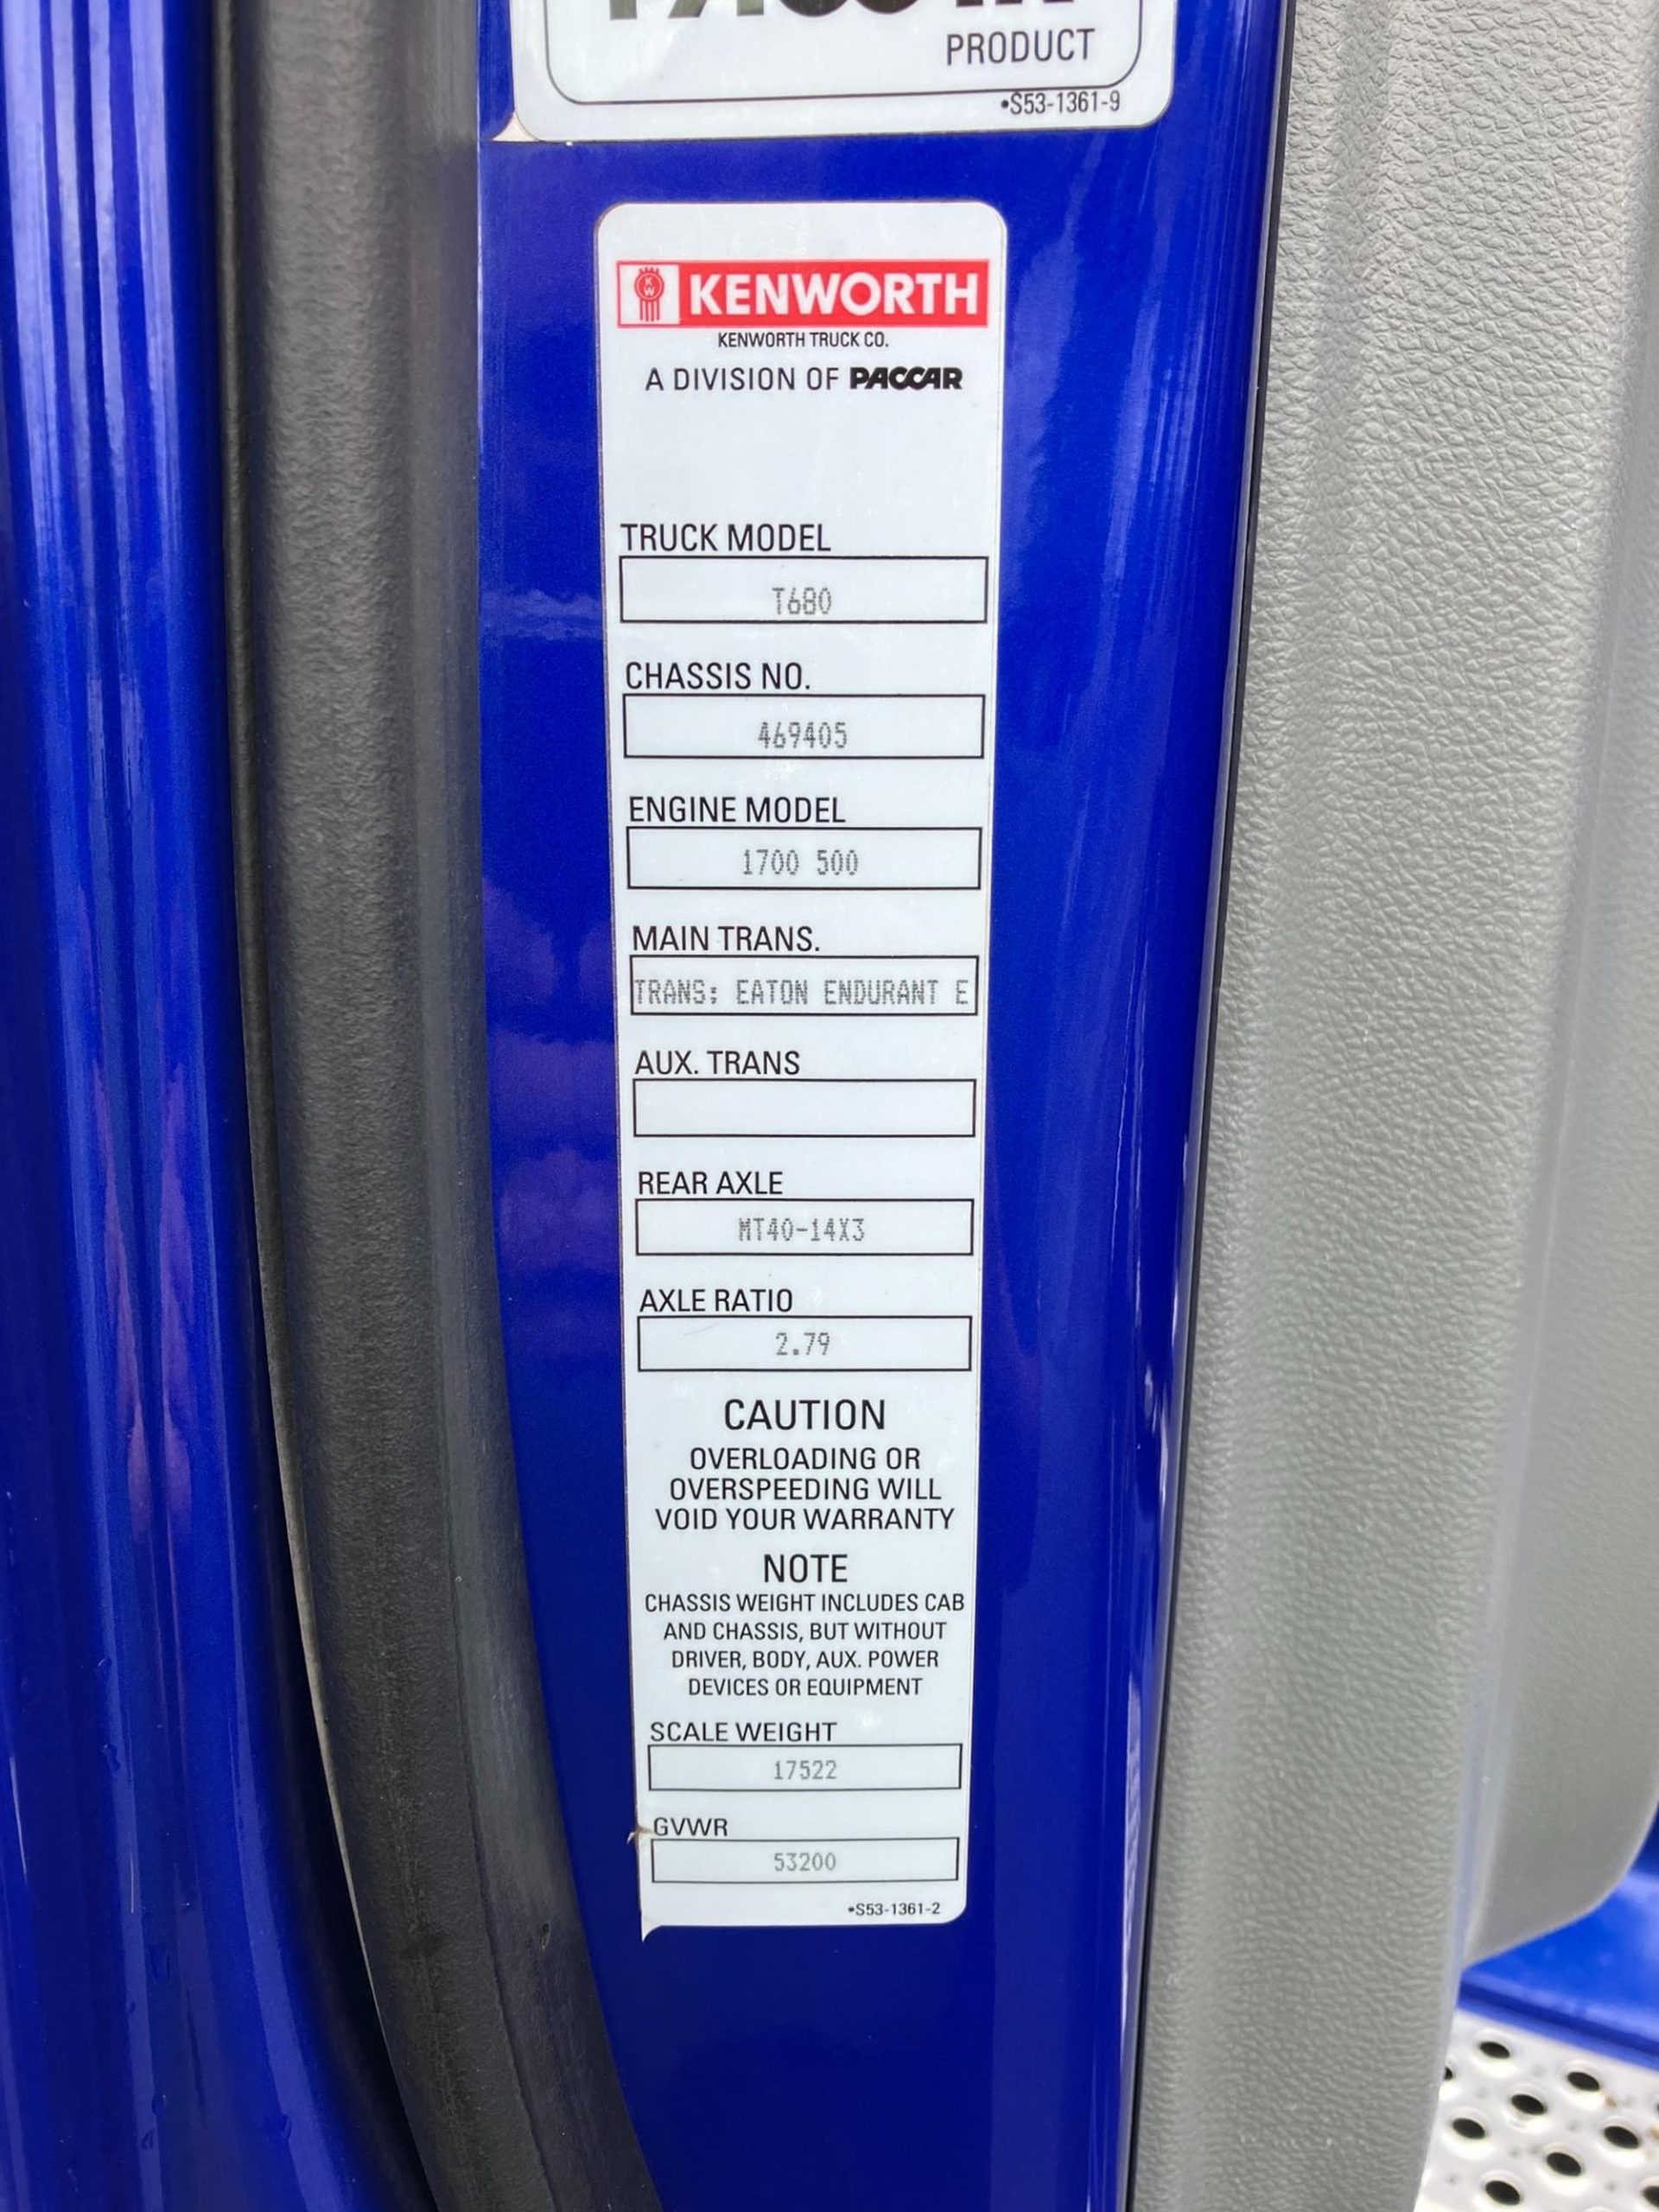 PRODUCT
•S53-1361-9
KENWORTH
KENWORTH TRUCK CO.
A DIVISION OF PACCAR
TRUCK MODEL
T680
CHASSIS NO.
469405
ENGINE MODEL
1700 500
MAIN TRANS.
TRANS: EATON ENDURANT E
AUX. TRANS
REAR AXLE
MT40-14X3
AXLE RATIO
2.79
CAUTION
OVERLOADING OR
OVERSPEEDING WILL
VOID YOUR WARRANTY
NOTE
CHASSIS WEIGHT INCLUDES CAB
AND CHASSIS, BUT WITHOUT
DRIVER, BODY, AUX. POWER
DEVICES OR EQUIPMENT
SCALE WEIGHT
17522
GVWR
53200
•S53-1361-2